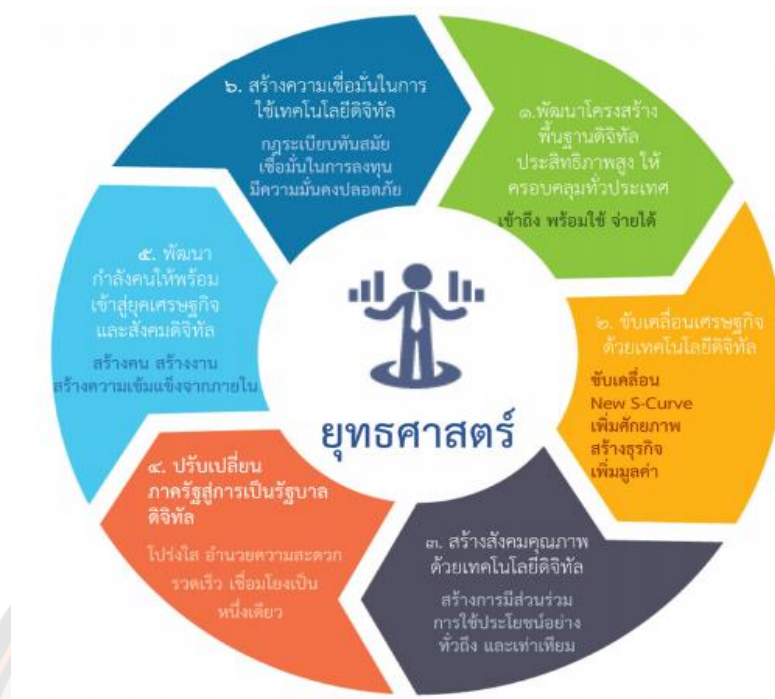 ๑.พัฒนาโครงสร้าง
พื้นฐานดิจิทัล
ประสิทธิภาพสูง ให้
ครอบคลุมทั่วประเทศ
เข้าถึง พร้อมใช้ จ่ายได้
๒. ขับเคลื่อนเศรษฐกิจ
ด้วยเทคโนโลยีดิจิทัล
ขับเคลื่อน
New S-Curve
เพิ่มศักยภาพ
สร้างธุรกิจ
เพิ่มมูลค่า
๓. สร้างสังคมคุณภาพ
ด้วยเทคโนโลยีดิจิทัล
สร้างการมีส่วนร่วม
การใช้ประโยชน์อย่าง
ทั่วถึง และเท่าเทียม
๔. ปรับเปลี่ยน
ภาครัฐสู่การเป็นรัฐบาล
ดิจิทัล
โปร่งใส อำนวยความสะดวก
รวดเร็ว เชื่อมโยงเป็น
หนึ่งเดียว
๕. พัฒนา
กำลังคนให้พร้อม
เข้าสู่ยุคเศรษฐกิจ
และสังคมดิจิทัล
สร้างคน สร้างงาน
สร้างความเข้มแข็งจากภายใน
๖. สร้างความเชื่อมั่นในการ
ใช้เทคโนโลยีดิจิทัล
กฎระเบียบทันสมัย
เชื่อมั่นในการลงทุน
มีความมั่นคงปลอดภัย
ยุทธศาสตร์